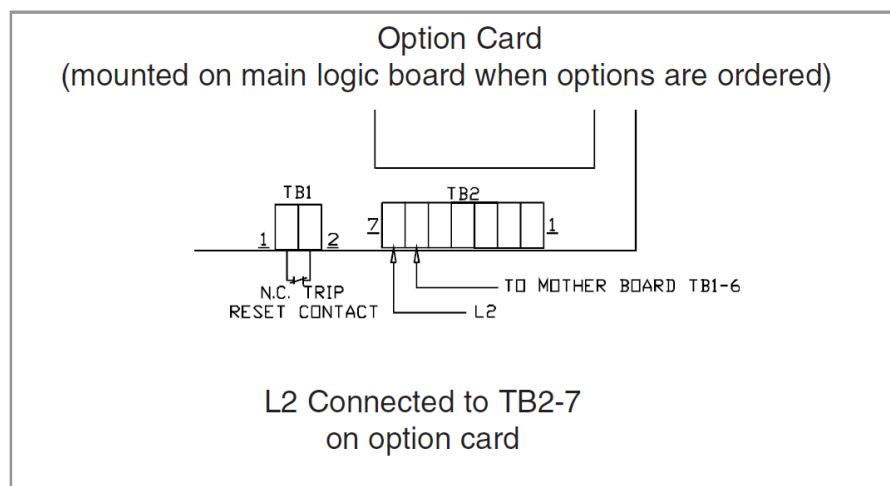 Option Card
(mounted on main logic board when options are ordered)
TB1
TB2
1
2
7
1
N.C. TRIP
RESET CONTACT
TO MOTHER BOARD TB1-6
L2
L2 Connected to TB2-7
on option card